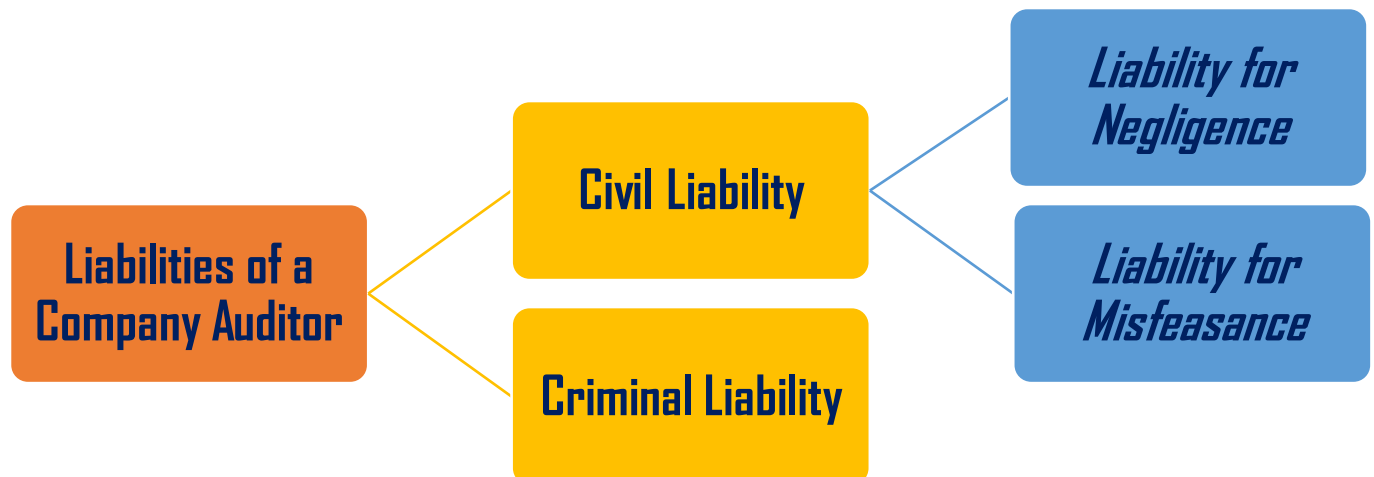 Liabilities of a
Company Auditor
Civil Liability
Criminal Liability
Liability for
Negligence
Liability for
Misfeasance